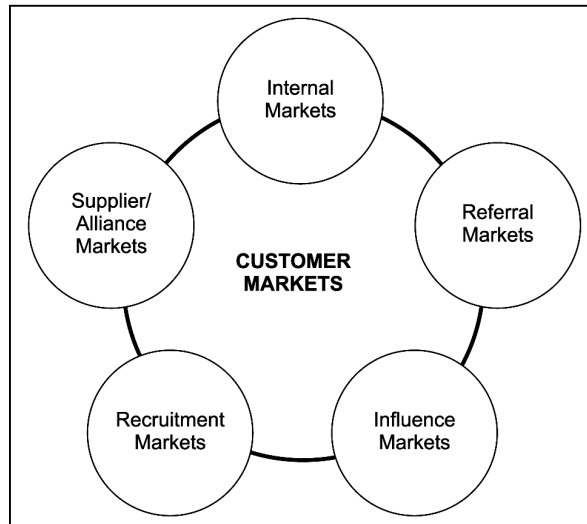 Internal
Markets
Supplier/
Alliance
Markets
Referral
Markets
CUSTOMER
MARKETS
Recruitment
Markets
Influence
Markets